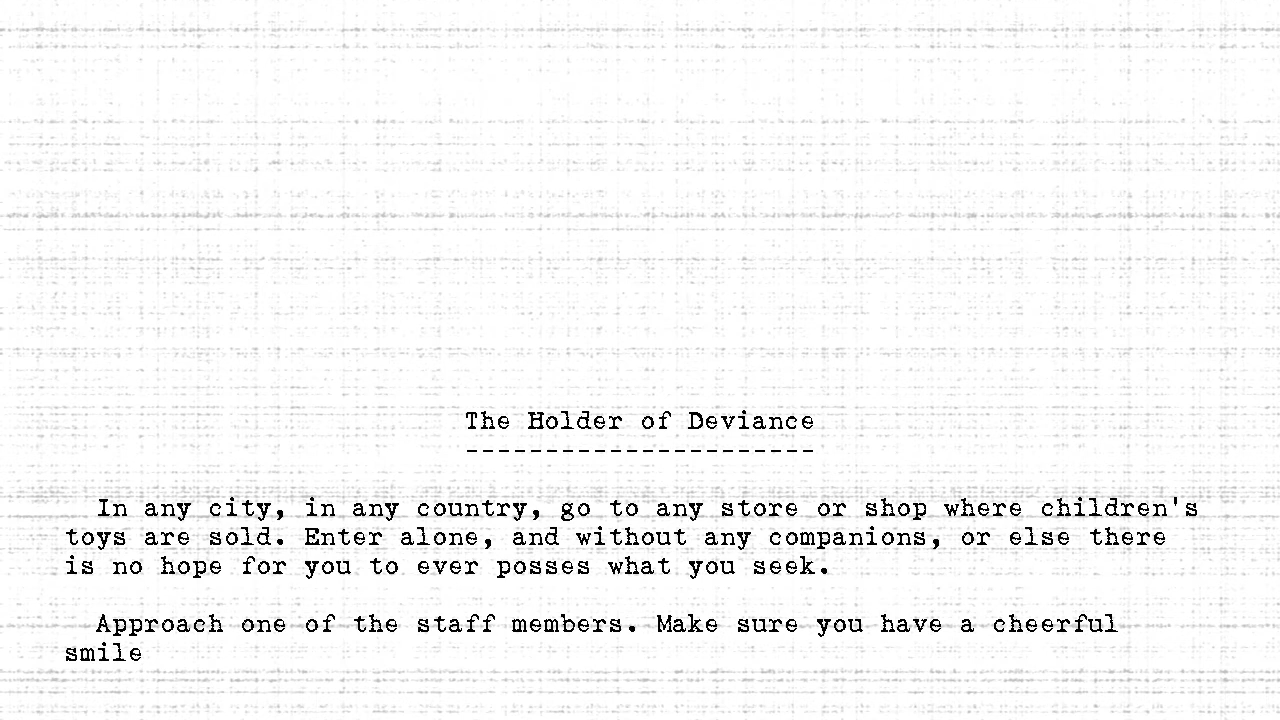 The Holder of Deviance
----------------------
In any city, in any country, go to any store or shop where children's
toys are sold. Enter alone, and without any companions, or else there
is no hope for you to ever posses what you seek.
Approach one of the staff members. Make sure you have a cheerful
smile